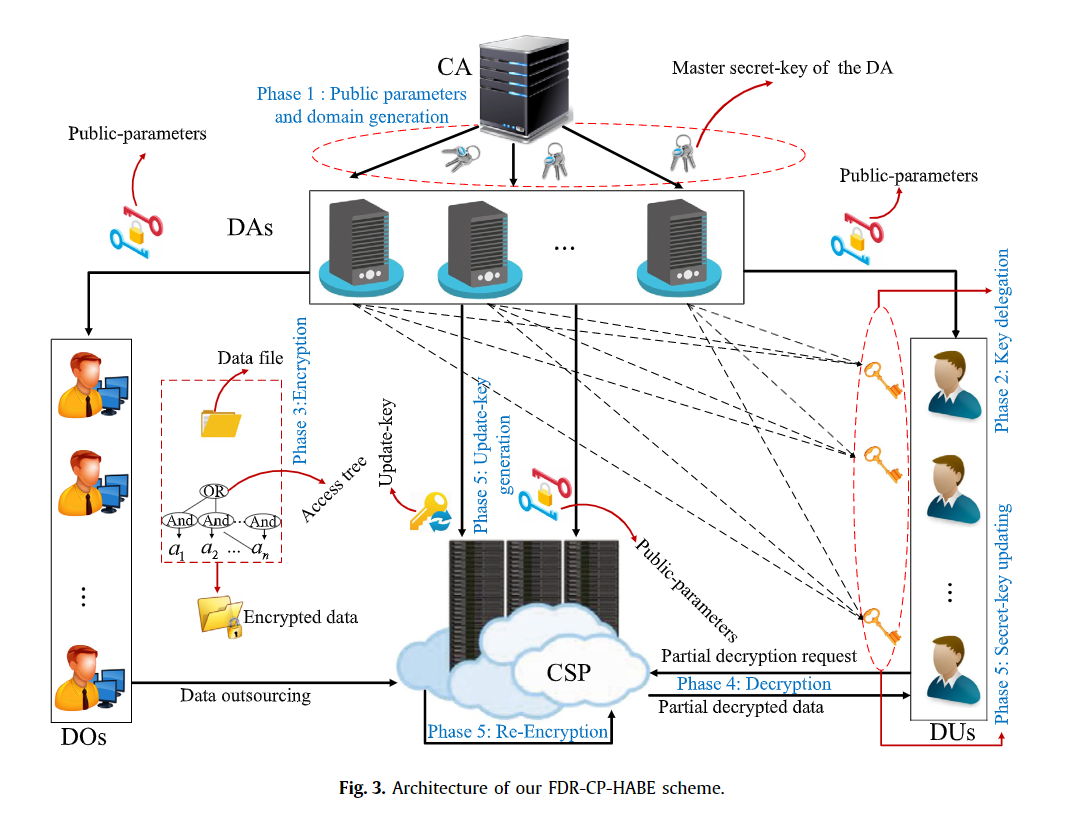 CA
Master secret-key of the DA
Phase 1 : Public parameters
and domain generation
Public-parameters
Public-parameters
DAs
...
Phase 2: Key delegation
Data file
Phase 3:Encryption
Update-key
Phase 5: Update-key
generation
OR
Access tree
And And ... And
a1 a2 ... an
Public-parameters
Encrypted data
Phase 5: Secret-key updating
Partial decryption request
CSP
Phase 4: Decryption
Data outsourcing
Partial decrypted data
Phase 5: Re-Encryption
DOs
DUs
Fig. 3. Architecture of our FDR-CP-HABE scheme.